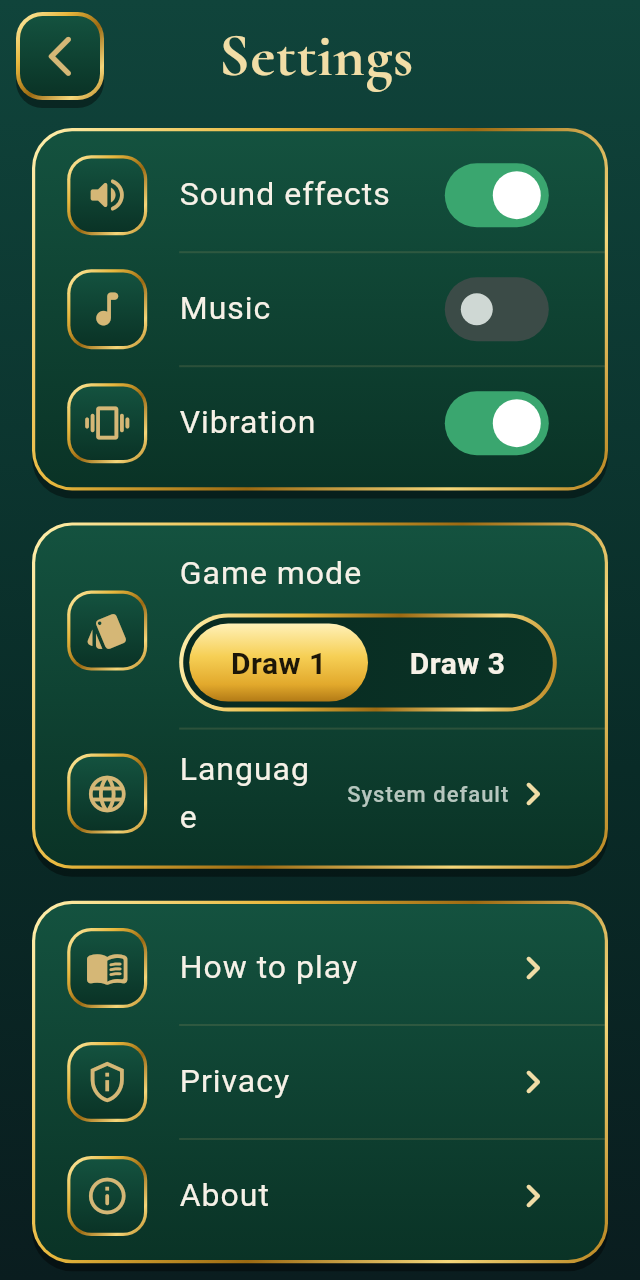 Settings
Sound effects
Music
Vibration
Game mode
Draw 1
Draw 3
Languag
e
System default
How to play
Privacy
About